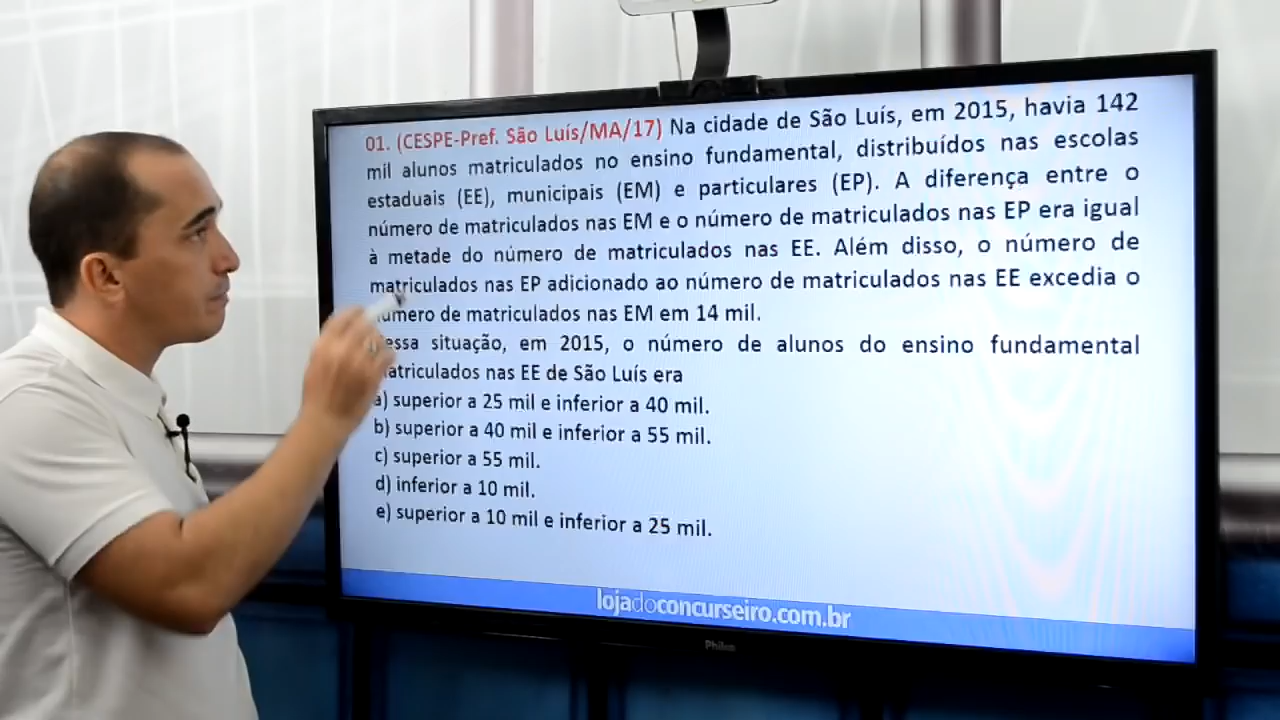 01. (CESPE-Pref. São Luís/MA/17) Na cidade de São Luís, em 2015, havia 142
mil alunos matriculados no ensino fundamental, distribuídos nas escolas
estaduais (EE), municipais (EM) e particulares (EP). A diferença entre o
número de matriculados nas EM e o número de matriculados nas EP era igual
à metade do número de matriculados nas EE. Além disso, o número de
matriculados nas EP adicionado ao número de matriculados nas EE excedia o
número de matriculados nas EM em 14 mil.
Nessa situação, em 2015, o número de alunos do ensino fundamental
matriculados nas EE de São Luís era
a) superior a 25 mil e inferior a 40 mil.
b) superior a 40 mil e inferior a 55 mil.
c) superior a 55 mil.
d) inferior a 10 mil.
e) superior a 10 mil e inferior a 25 mil.
lojadoconcurseiro.com.br
Philco